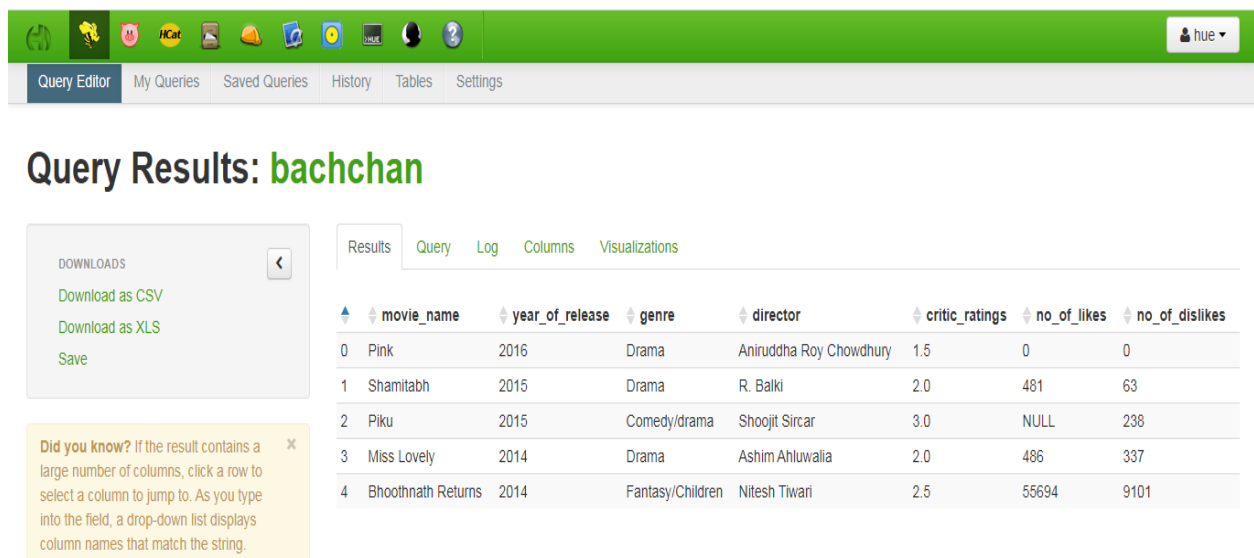 HCat
>HUE
?
hue
Query Editor My Queries Saved Queries History Tables Settings
Query Results: bachchan
DOWNLOADS
Download as CSV
Download as XLS
Save
Did you know? If the result contains a ×
large number of columns, click a row to
select a column to jump to. As you type
into the field, a drop-down list displays
column names that match the string.
Results Query Log Columns Visualizations
movie_name year_of_release genre director critic_ratings no_of_likes no_of_dislikes
0 Pink 2016 Drama Aniruddha Roy Chowdhury 1.5 0 0
1 Shamitabh 2015 Drama R. Balki 2.0 481 63
2 Piku 2015 Comedy/drama Shoojit Sircar 3.0 NULL 238
3 Miss Lovely 2014 Drama Ashim Ahluwalia 2.0 486 337
4 Bhoothnath Returns 2014 Fantasy/Children Nitesh Tiwari 2.5 55694 9101